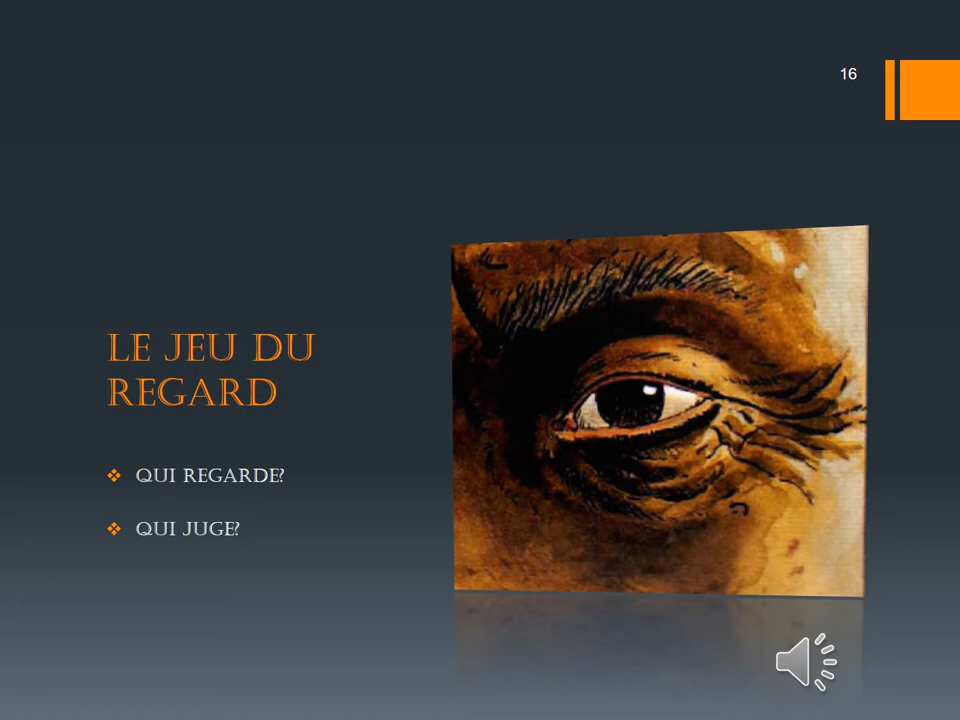 16
LE JEU DU
REGARD
❖ QUI REGARDE?
❖ QUI JUGE?